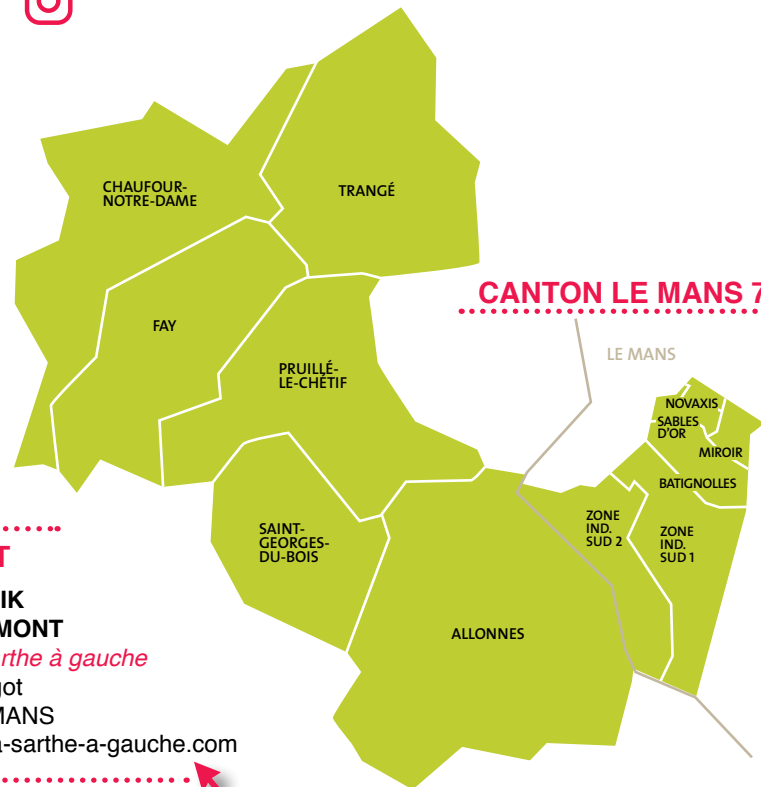 CHAUFOUR-
NOTRE-DAME
TRANGÉ
CANTON LE MANS 7
FAY
LE MANS
PRUILLÉ-
LE-CHÉTIF
NOVAXIS
SABLES
D'OR
MIROIR
BATIGNOLLES
ZONE
IND.
SUD 2
ZONE
IND.
SUD 1
SAINT-
GEORGES-
DU-BOIS
ALLONNES
T
IK
MONT
rthe à gauche
got
MANS
a-sarthe-a-gauche.com